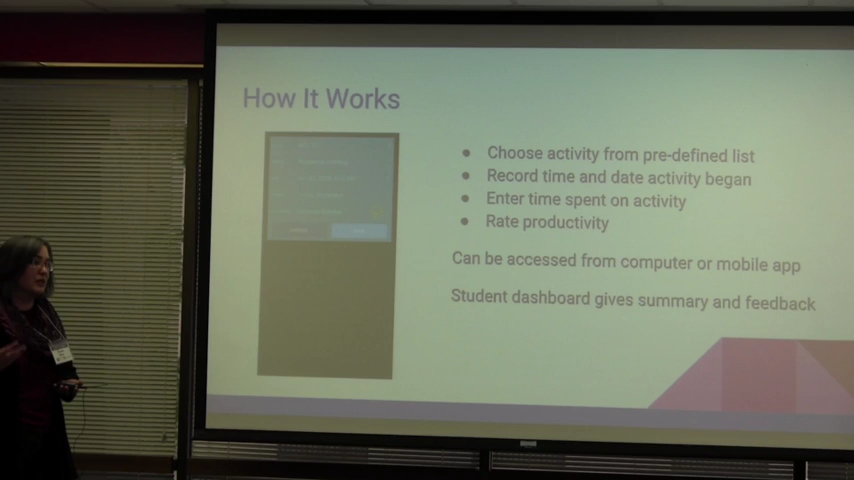 How It Works
Choose activity from pre-defined list
Record time and date activity began
Enter time spent on activity
Rate productivity
Can be accessed from computer or mobile app
Student dashboard gives summary and feedback